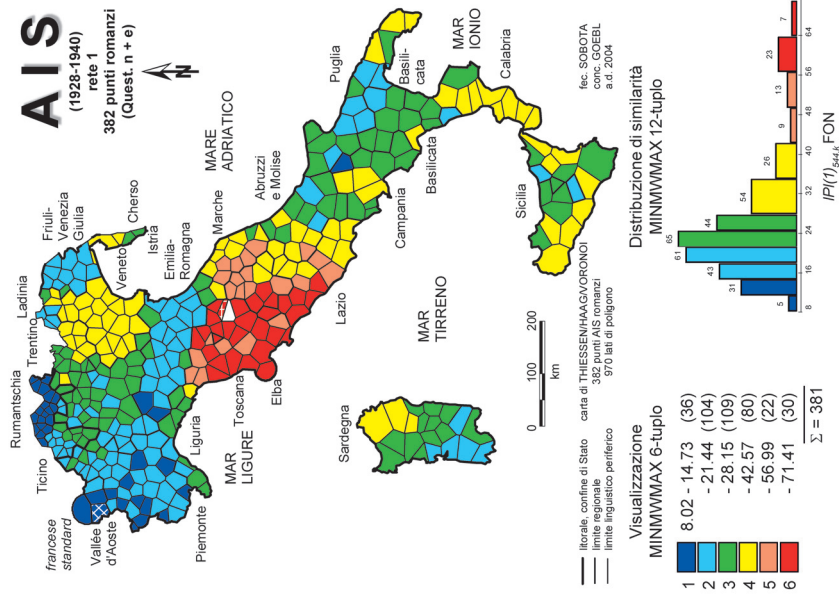 AIS
(1928-1940)
rete 1
382 punti romanzi
(Quest. n + e)
N
francese
standard
Vallée
d'Aoste
Piemonte
Ticino
Rumantschia
Trentino
Ladinia
Friuli-
Venezia
Giulia
Veneto
Cherso
Istria
Emilia-
Romagna
Liguria
MAR
LIGURE
Toscana
Elba
Marche
MARE
ADRIATICO
Lazio
Abruzzi
e Molise
MAR
TIRRENO
Campania
Puglia
Basili-
cata
Basilicata
MAR
IONIO
Calabria
Sicilia
Sardegna
fec. SOBOTA
conc. GOEBL
a.d. 2004
0 100 200
km
litorale, confine di Stato
limite regionale
limite linguistico periferico
carta di THIESSEN/HAAG/VORONOI
382 punti AIS romanzi
970 lati di poligono
Visualizzazione
MINMWMAX 6-tuplo
1 8.02 - 14.73 (36)
2 - 21.44 (104)
3 - 28.15 (109)
4 - 42.57 (80)
5 - 56.99 (22)
6 - 71.41 (30)
Σ = 381
Distribuzione di similarità
MINMWMAX 12-tuplo
5 31 43 61 65 44 54 26 9 13 23 7
8 16 24 32 40 48 56 64
IPI(1)544,k FON